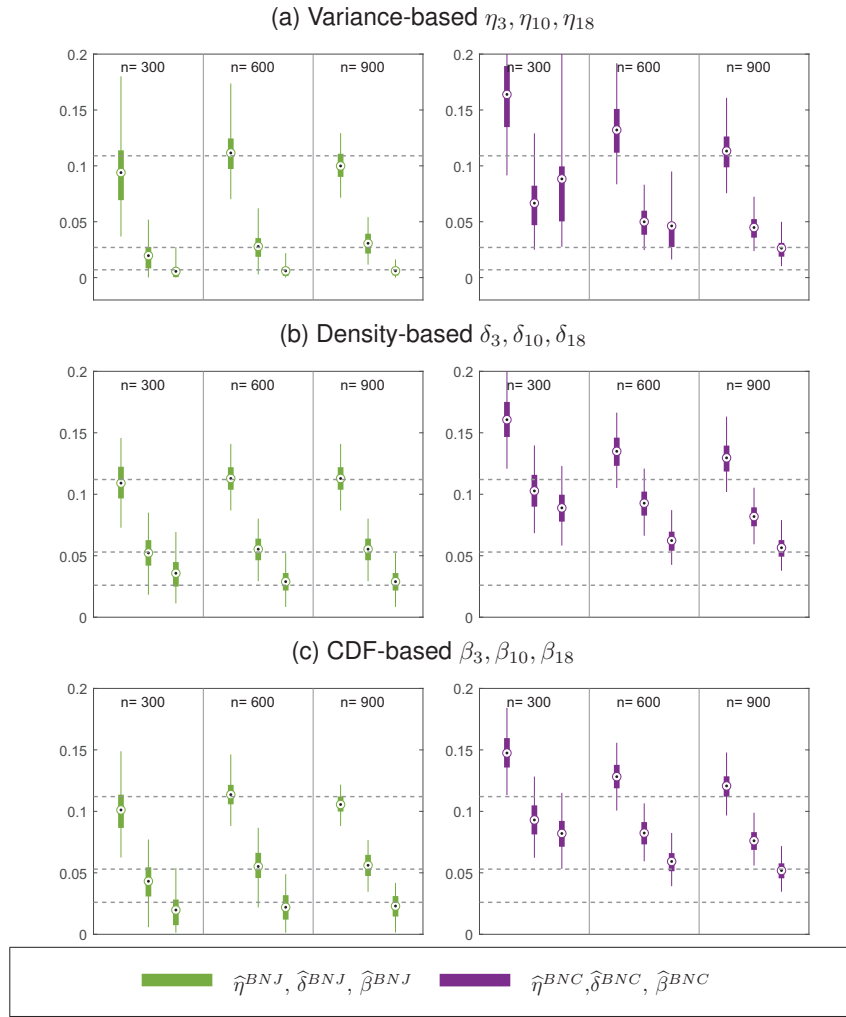 (a) Variance-based η₃, η₁₀, η₁₈
0.2
0.15
0.1
0.05
0
n= 300
n= 600
n= 900
0.2
0.15
0.1
0.05
0
n= 300
n= 600
n= 900
(b) Density-based δ₃, δ₁₀, δ₁₈
0.2
0.15
0.1
0.05
0
n= 300
n= 600
n= 900
0.2
0.15
0.1
0.05
0
n= 300
n= 600
n= 900
(c) CDF-based β₃, β₁₀, β₁₈
0.2
0.15
0.1
0.05
0
n= 300
n= 600
n= 900
0.2
0.15
0.1
0.05
0
n= 300
n= 600
n= 900
η̂^{BNJ}, δ̂^{BNJ}, β̂^{BNJ}
η̂^{BNC}, δ̂^{BNC}, β̂^{BNC}